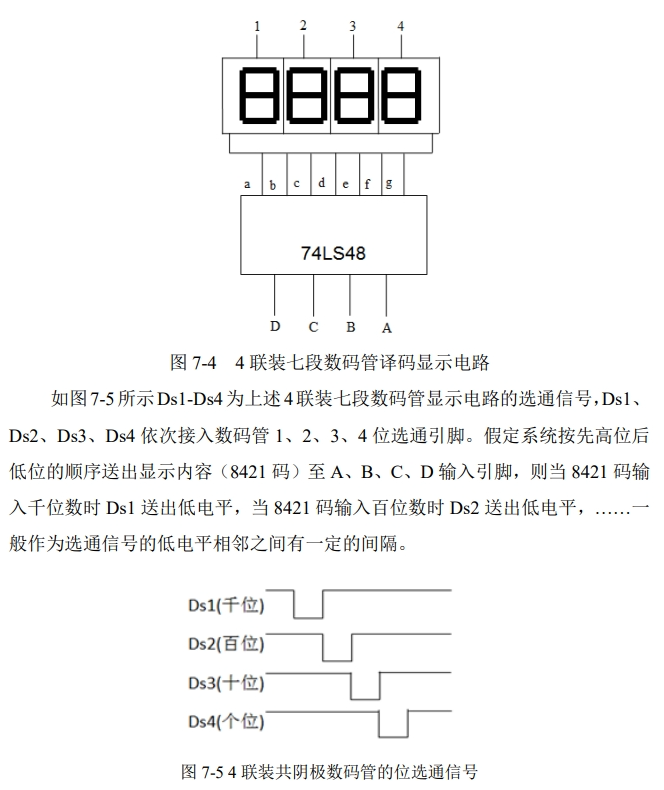 1 2 3 4
a b c d e f g
74LS48
D C B A
图 7-4 4 联装七段数码管译码显示电路
如图7-5所示Ds1-Ds4为上述4联装七段数码管显示电路的选通信号,Ds1、
Ds2、Ds3、Ds4 依次接入数码管 1、2、3、4 位选通引脚。假定系统按先高位后
低位的顺序送出显示内容（8421 码）至 A、B、C、D 输入引脚，则当 8421 码输
入千位数时 Ds1 送出低电平，当 8421 码输入百位数时 Ds2 送出低电平，……一
般作为选通信号的低电平相邻之间有一定的间隔。
Ds1(千位)
Ds2(百位)
Ds3(十位)
Ds4(个位)
图 7-5 4 联装共阴极数码管的位选通信号